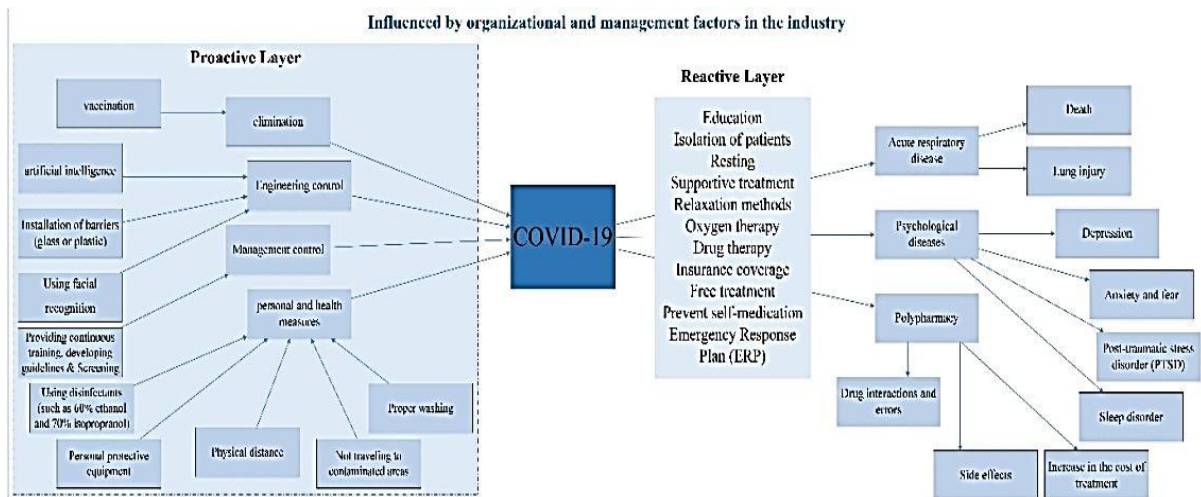 Influenced by organizational and management factors in the industry
Proactive Layer
vaccination
elimination
artificial intelligence
Engineering control
Installation of barriers
(glass or plastic)
Management control
Using facial
recognition
personal and health
measures
Providing continuous
training, developing
guidelines & Screening
Using disinfectants
(such as 60% ethanol
and 70% isopropranol)
Proper washing
Personal protective
equipment
Physical distance
Not traveling to
contaminated areas
COVID-19
Reactive Layer
Education
Isolation of patients
Resting
Supportive treatment
Relaxation methods
Oxygen therapy
Drug therapy
Insurance coverage
Free treatment
Prevent self-medication
Emergency Response
Plan (ERP)
Acute respiratory
disease
Death
Lung injury
Psychological
diseases
Depression
Anxiety and fear
Post-traumatic stress
disorder (PTSD)
Sleep disorder
Polypharmacy
Drug interactions and
errors
Side effects
Increase in the cost of
treatment